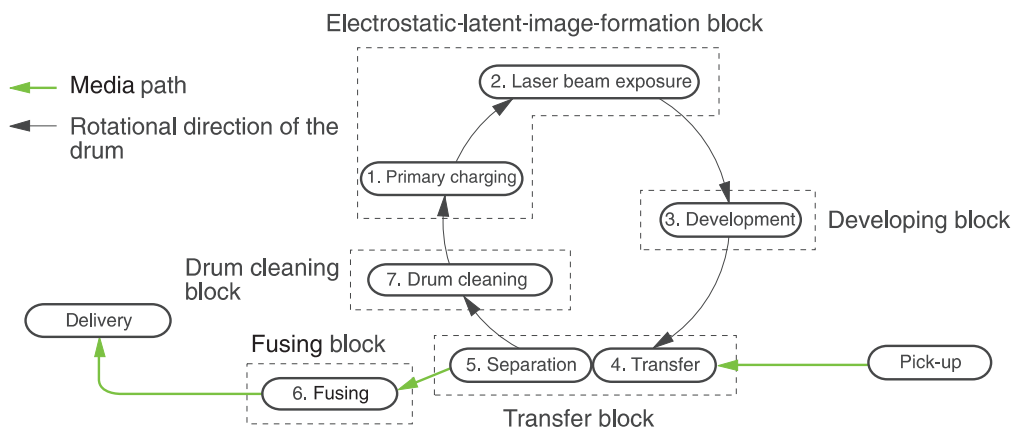 Electrostatic-latent-image-formation block
Media path
Rotational direction of the
drum
2. Laser beam exposure
1. Primary charging
3. Development
Developing block
Drum cleaning
block
7. Drum cleaning
Delivery
Fusing block
5. Separation
4. Transfer
Pick-up
6. Fusing
Transfer block